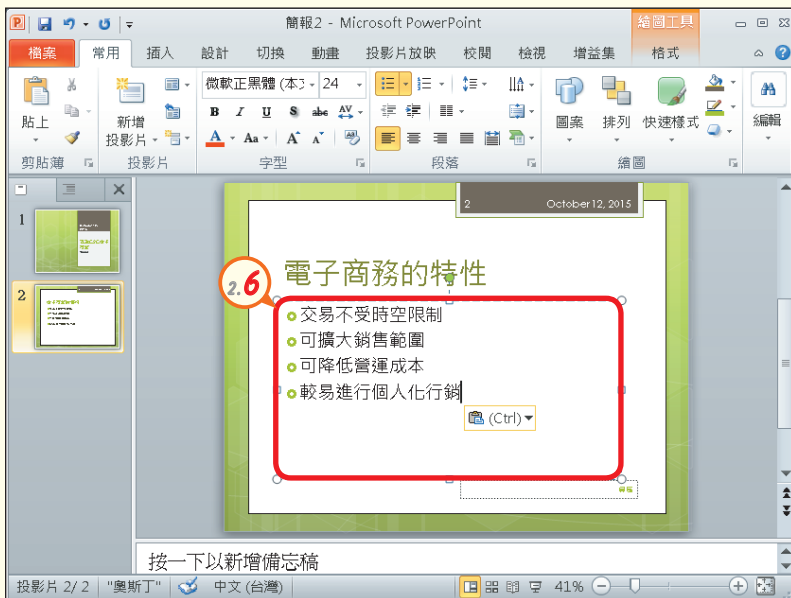 簡報2 - Microsoft PowerPoint
繪圖工具
檔案 常用 插入 設計 切換 動畫 投影片放映 校閱 檢視 增益集 格式
微軟正黑體 (本 24
貼上 新增投影片 B I U S abc AV 圖案 排列 快速樣式 編輯
A Aa A A
剪貼簿 投影片 字型 段落 繪圖
1
2
2 October 12, 2015
電子商務的特性
2.6
交易不受時空限制
可擴大銷售範圍
可降低營運成本
較易進行個人化行銷
(Ctrl)
按一下以新增備忘稿
投影片 2/ 2 "奧斯丁" 中文 (台灣) 41%